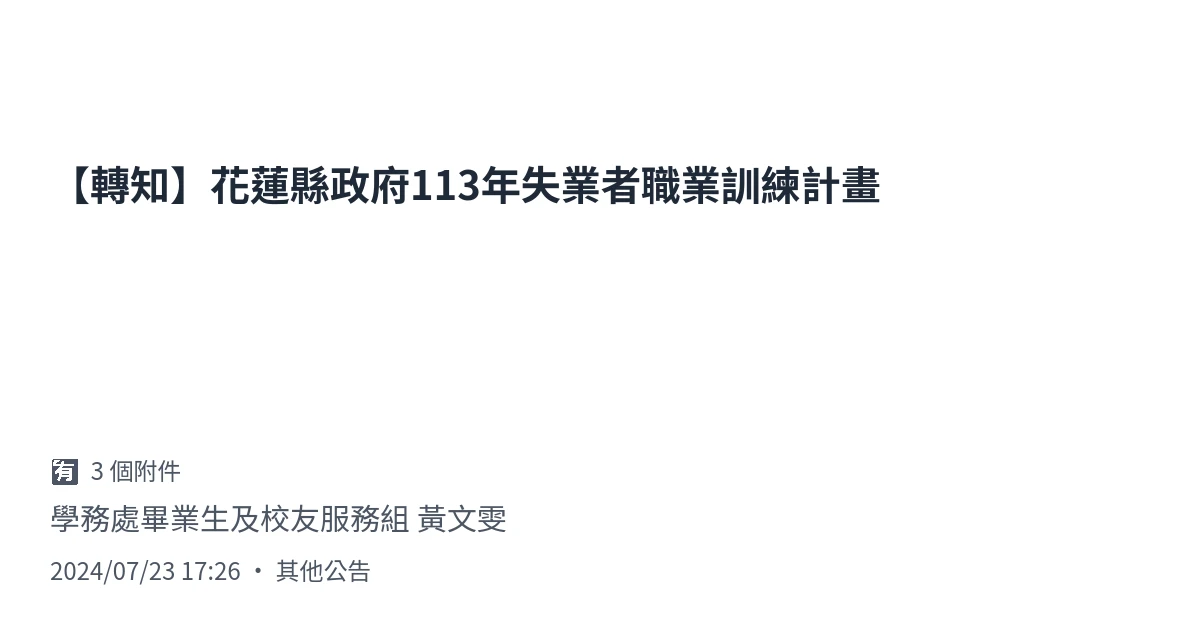 【轉知】花蓮縣政府113年失業者職業訓練計畫
🈶 3 個附件
學務處畢業生及校友服務組 黃文雯
2024/07/23 17:26 ・ 其他公告